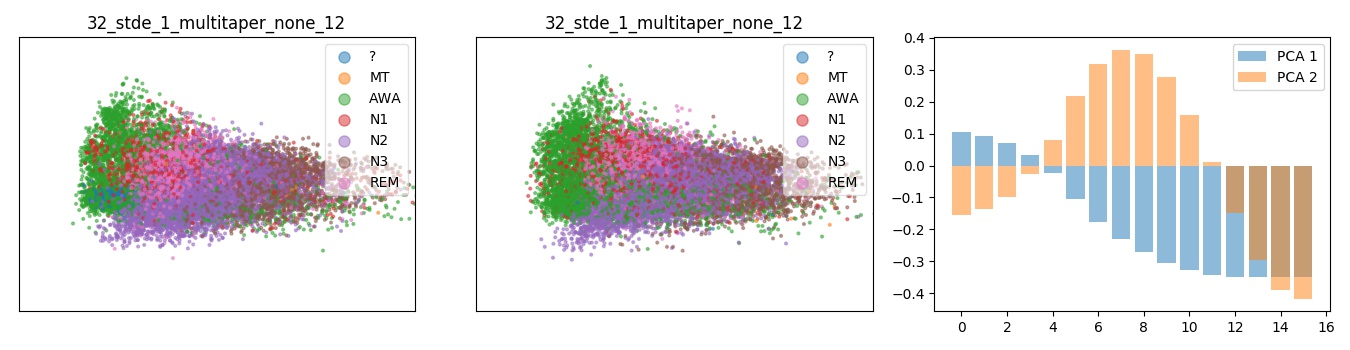 32_stde_1_multitaper_none_12
?
MT
AWA
N1
N2
N3
REM
32_stde_1_multitaper_none_12
?
MT
AWA
N1
N2
N3
REM
0.4
0.3
0.2
0.1
0.0
−0.1
−0.2
−0.3
−0.4
PCA 1
PCA 2
0 2 4 6 8 10 12 14 16